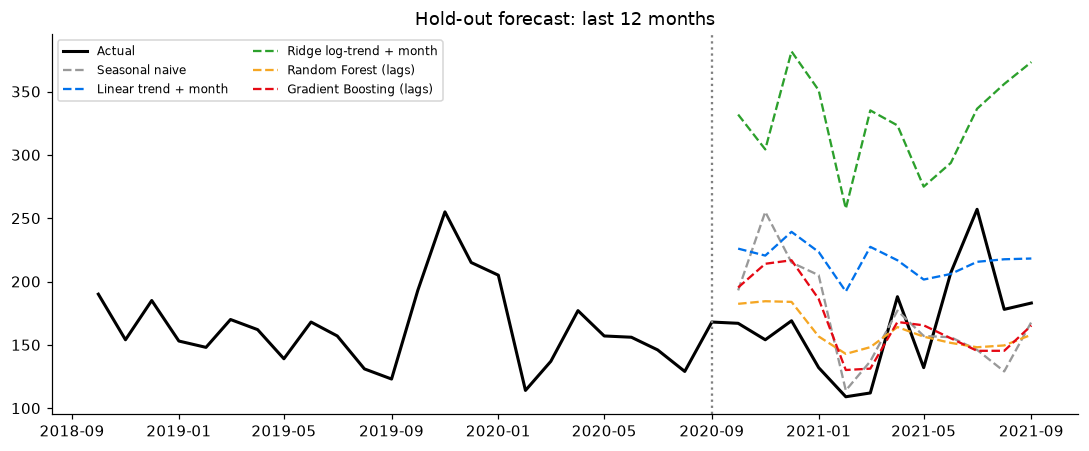 Hold-out forecast: last 12 months
Actual
Seasonal naive
Linear trend + month
Ridge log-trend + month
Random Forest (lags)
Gradient Boosting (lags)
350
300
250
200
150
100
2018-09 2019-01 2019-05 2019-09 2020-01 2020-05 2020-09 2021-01 2021-05 2021-09